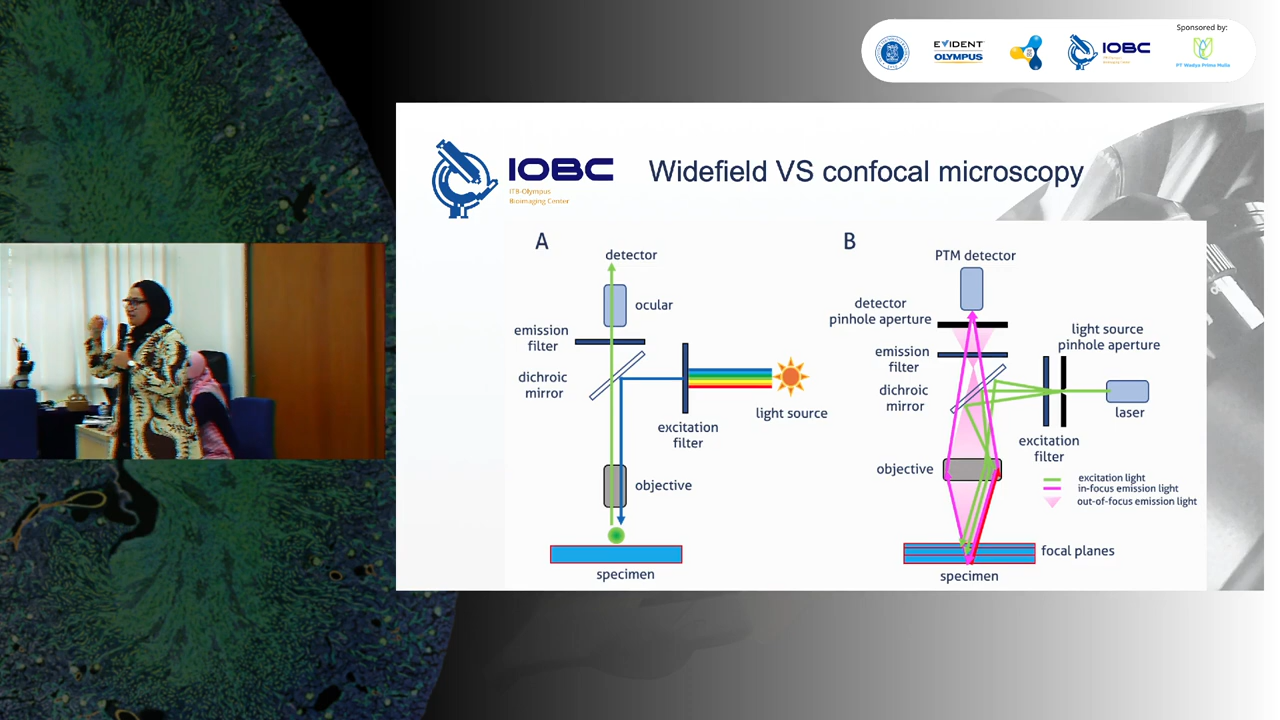 Sponsored by:
EVIDENT
OLYMPUS
IOBC
PT Wadya Prima Mulia
IOBC
ITB-Olympus
Bioimaging Center
Widefield VS confocal microscopy
A
detector
ocular
emission
filter
dichroic
mirror
light source
excitation
filter
objective
specimen
B
PTM detector
detector
pinhole aperture
light source
pinhole aperture
emission
filter
dichroic
mirror
laser
excitation
filter
objective
excitation light
in-focus emission light
out-of-focus emission light
focal planes
specimen